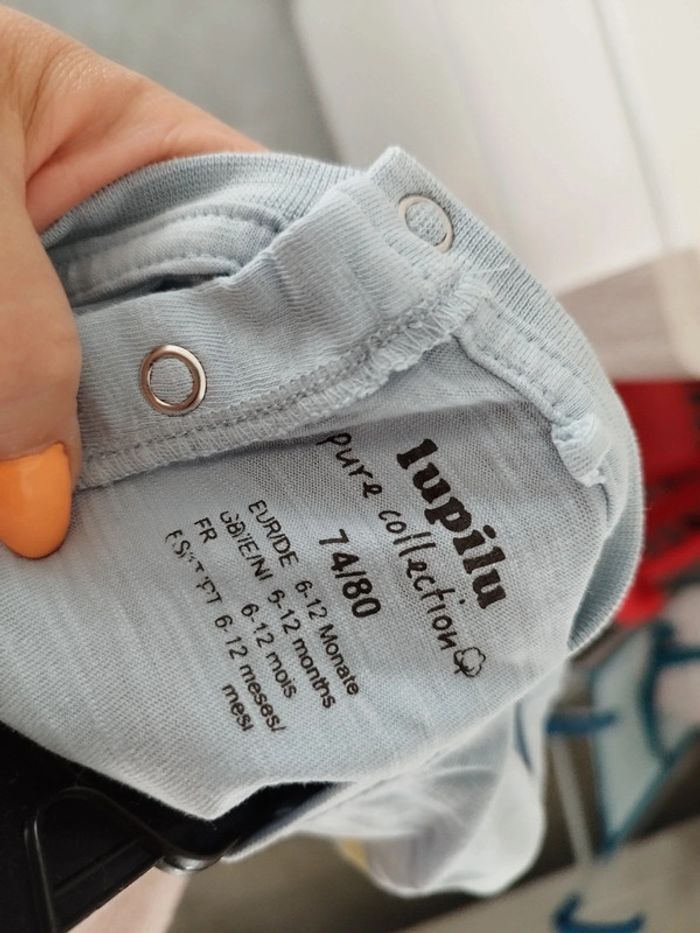 lupilu
pure collection
74/80
EUR/DE 6-12 Monate
GB/IE/NI 6-12 months
FR 6-12 mois
6-12 meses/
mesi